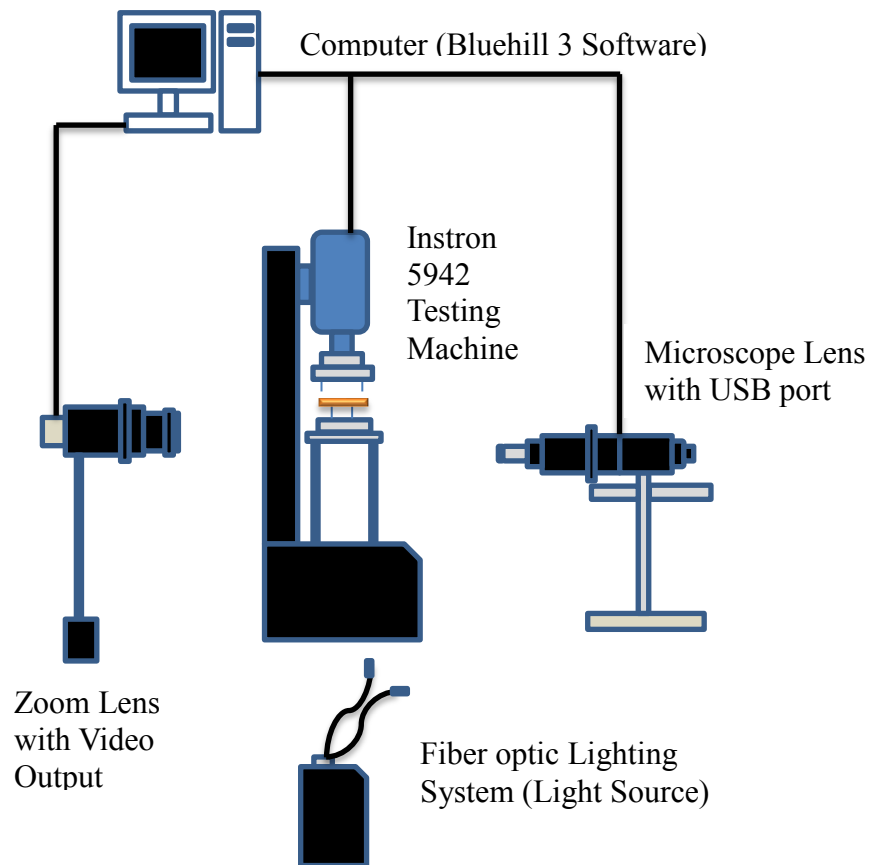 Computer (Bluehill 3 Software)
Instron
5942
Testing
Machine
Microscope Lens
with USB port
Zoom Lens
with Video
Output
Fiber optic Lighting
System (Light Source)